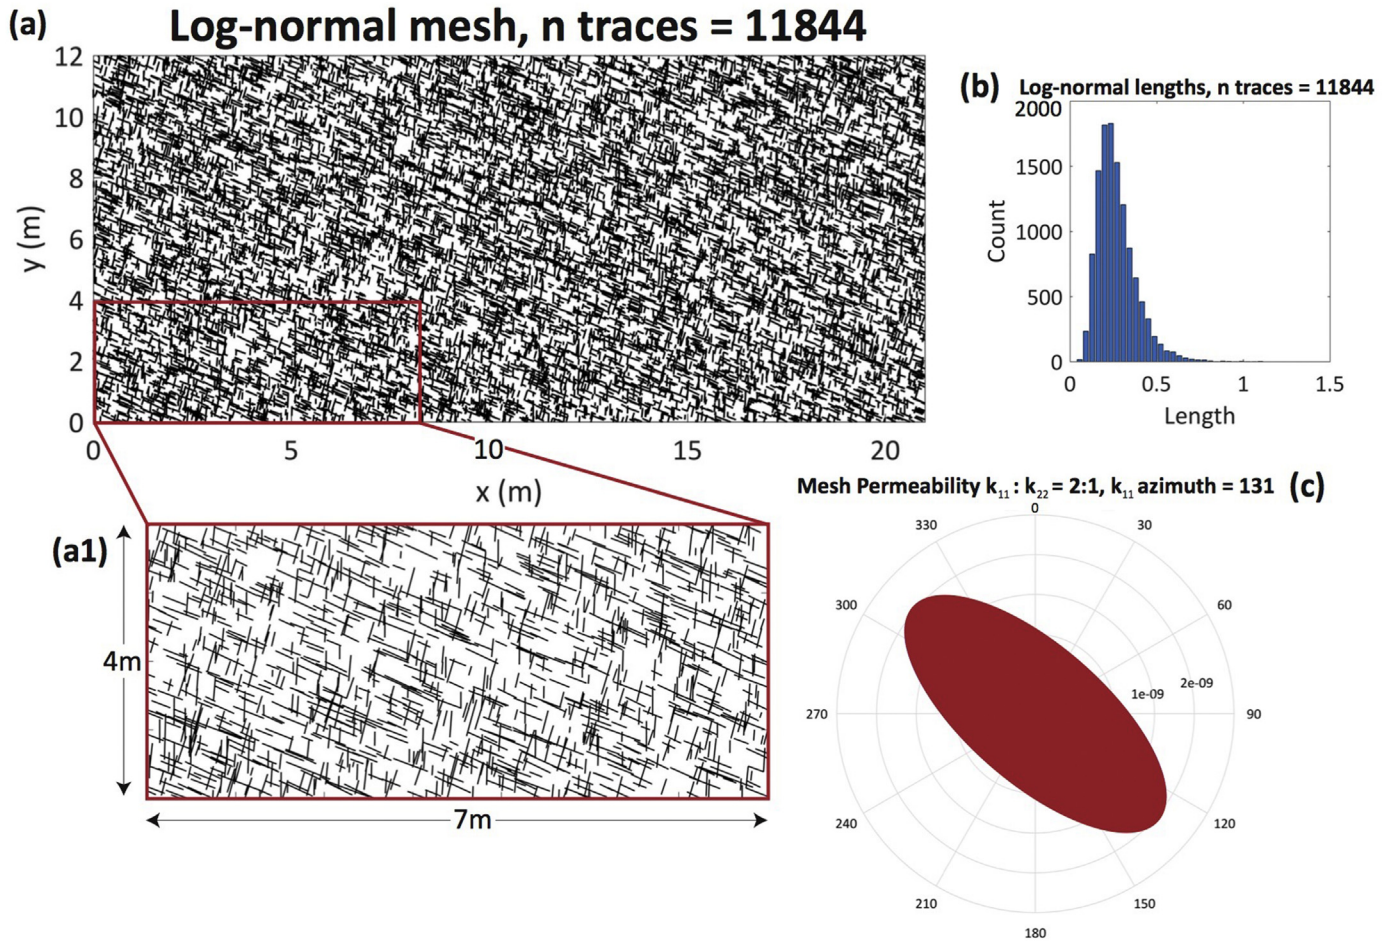 (a) Log-normal mesh, n traces = 11844
12
10
8
6
4
2
0
y (m)
0 5 10 15 20
x (m)
(b) Log-normal lengths, n traces = 11844
2000
1500
1000
500
0
Count
0 0.5 1 1.5
Length
(a1)
4m
7m
Mesh Permeability k11 : k22 = 2:1, k11 azimuth = 131 (c)
0
330 30
300 60
1e-09 2e-09
270 90
240 120
210 150
180